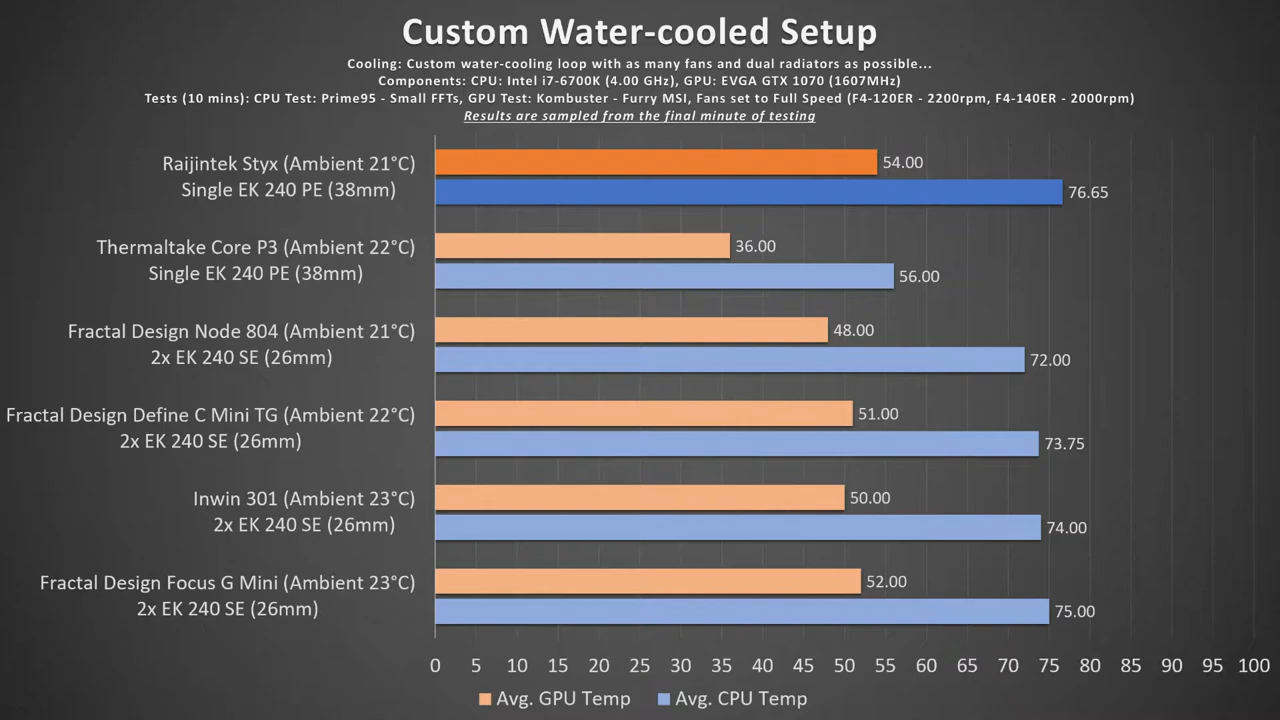 Custom Water-cooled Setup
Cooling: Custom water-cooling loop with as many fans and dual radiators as possible...
Components: CPU: Intel i7-6700K (4.00 GHz), GPU: EVGA GTX 1070 (1607MHz)
Tests (10 mins): CPU Test: Prime95 - Small FFTs, GPU Test: Kombuster - Furry MSI, Fans set to Full Speed (F4-120ER - 2200rpm, F4-140ER - 2000rpm)
Results are sampled from the final minute of testing
Raijintek Styx (Ambient 21°C)
Single EK 240 PE (38mm)
54.00
76.65
Thermaltake Core P3 (Ambient 22°C)
Single EK 240 PE (38mm)
36.00
56.00
Fractal Design Node 804 (Ambient 21°C)
2x EK 240 SE (26mm)
48.00
72.00
Fractal Design Define C Mini TG (Ambient 22°C)
2x EK 240 SE (26mm)
51.00
73.75
Inwin 301 (Ambient 23°C)
2x EK 240 SE (26mm)
50.00
74.00
Fractal Design Focus G Mini (Ambient 23°C)
2x EK 240 SE (26mm)
52.00
75.00
0 5 10 15 20 25 30 35 40 45 50 55 60 65 70 75 80 85 90 95 100
Avg. GPU Temp Avg. CPU Temp